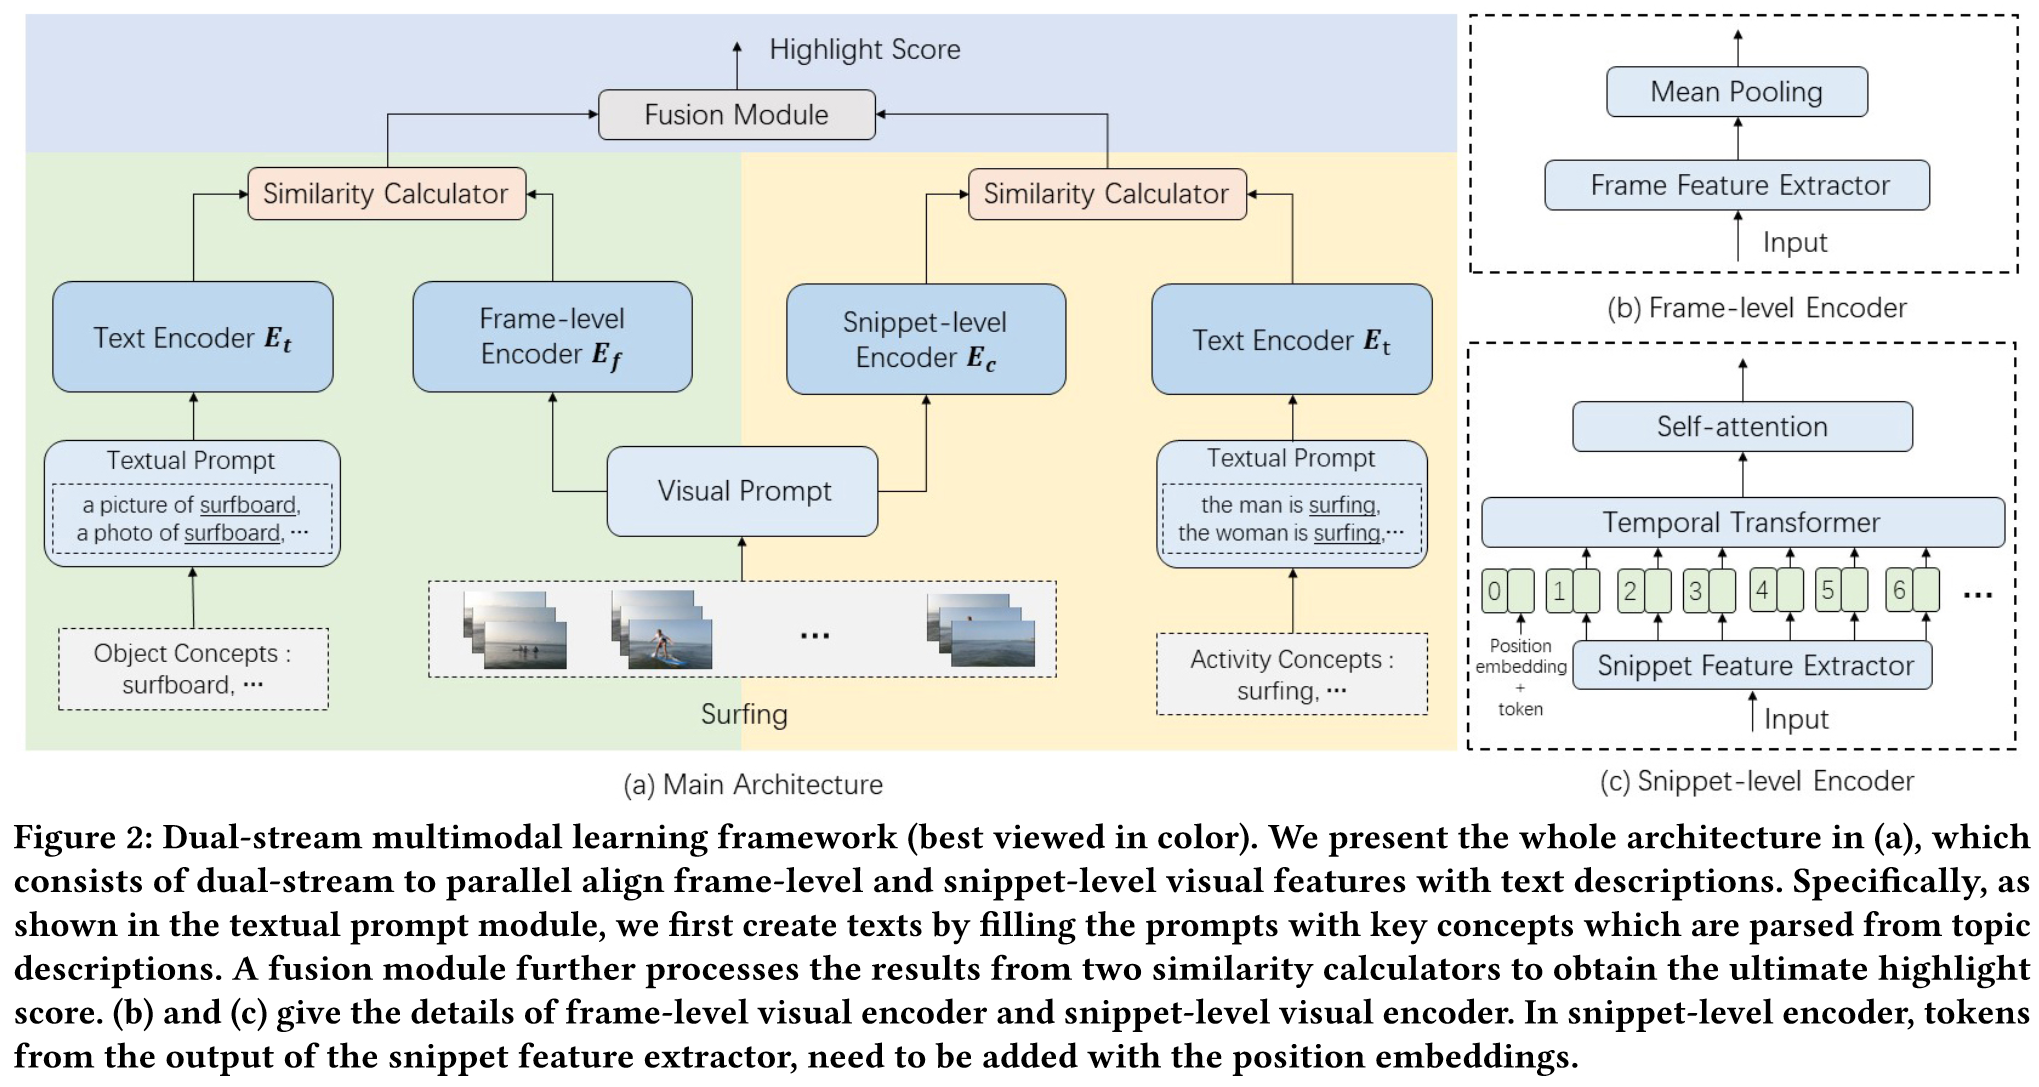 Highlight Score
Fusion Module
Similarity Calculator
Similarity Calculator
Text Encoder E_t
Frame-level
Encoder E_f
Snippet-level
Encoder E_c
Text Encoder E_t
Textual Prompt
a picture of surfboard,
a photo of surfboard, ···
Visual Prompt
Textual Prompt
the man is surfing,
the woman is surfing,···
Object Concepts :
surfboard, ···
···
Surfing
Activity Concepts :
surfing, ···
(a) Main Architecture
Mean Pooling
Frame Feature Extractor
Input
(b) Frame-level Encoder
Self-attention
Temporal Transformer
0 1 2 3 4 5 6 ···
Position
embedding
+
token
Snippet Feature Extractor
Input
(c) Snippet-level Encoder
Figure 2: Dual-stream multimodal learning framework (best viewed in color). We present the whole architecture in (a), which
consists of dual-stream to parallel align frame-level and snippet-level visual features with text descriptions. Specifically, as
shown in the textual prompt module, we first create texts by filling the prompts with key concepts which are parsed from topic
descriptions. A fusion module further processes the results from two similarity calculators to obtain the ultimate highlight
score. (b) and (c) give the details of frame-level visual encoder and snippet-level visual encoder. In snippet-level encoder, tokens
from the output of the snippet feature extractor, need to be added with the position embeddings.